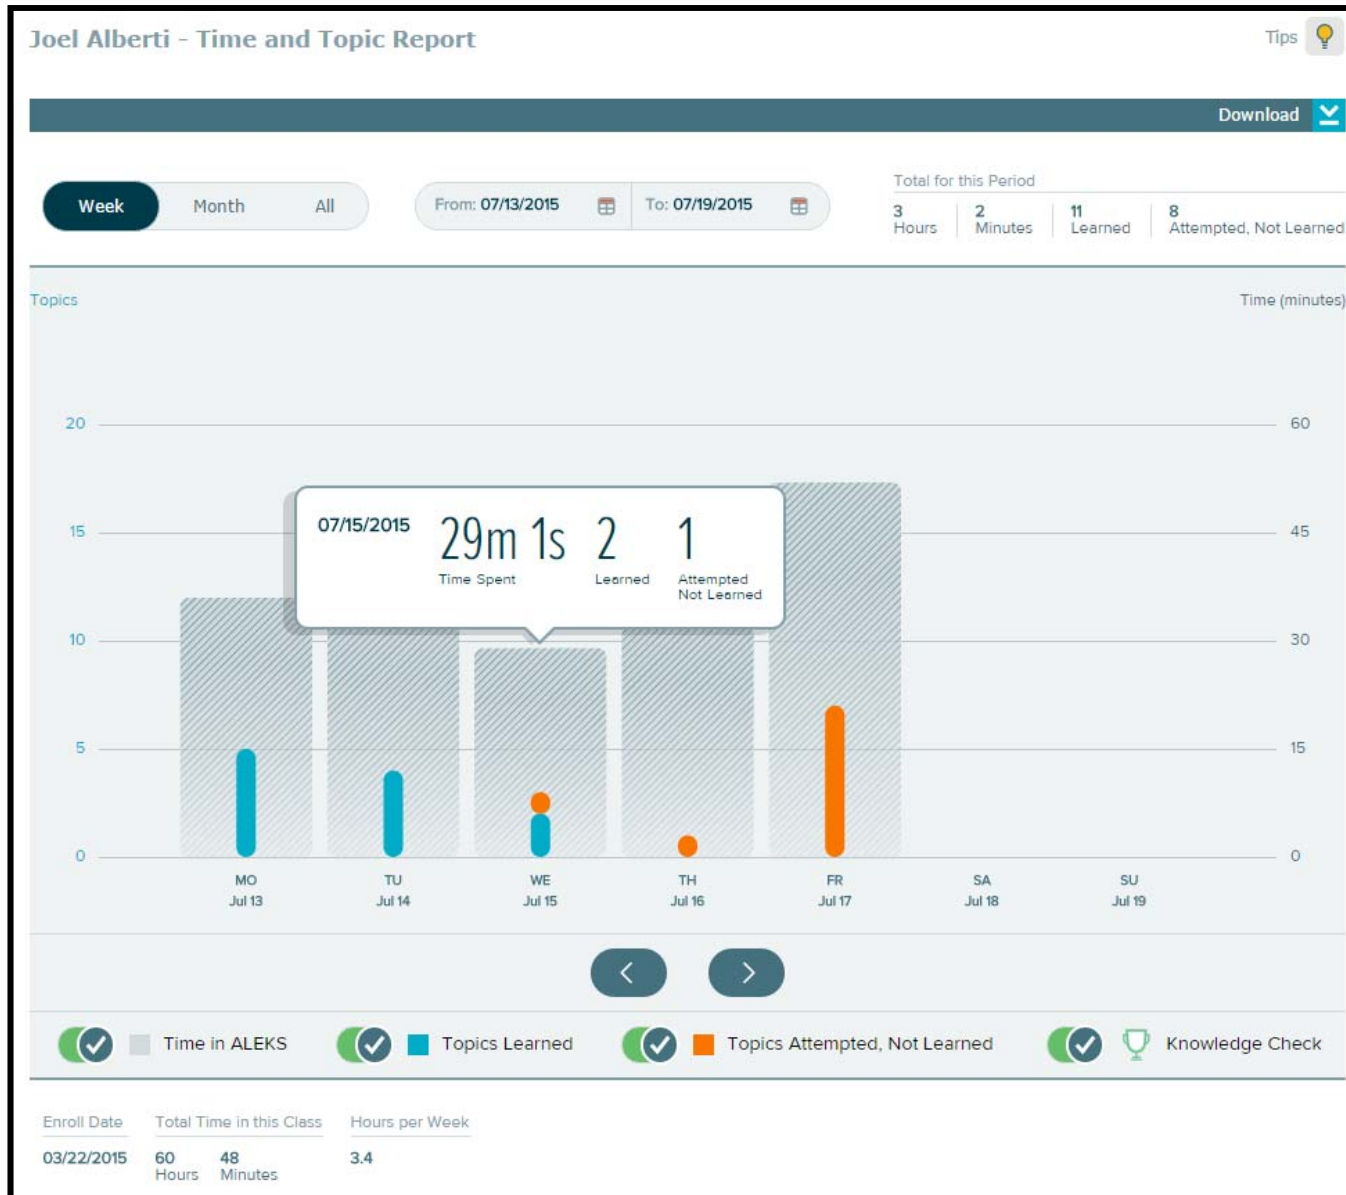 Joel Alberti - Time and Topic Report
Tips
Download
Week Month All
From: 07/13/2015 To: 07/19/2015
Total for this Period
3 2 11 8
Hours Minutes Learned Attempted, Not Learned
Topics Time (minutes)
20 60
07/15/2015 29m 1s 2 1
Time Spent Learned Attempted
Not Learned
15 45
10 30
5 15
0 0
MO TU WE TH FR SA SU
Jul 13 Jul 14 Jul 15 Jul 16 Jul 17 Jul 18 Jul 19
Time in ALEKS Topics Learned Topics Attempted, Not Learned Knowledge Check
Enroll Date Total Time in this Class Hours per Week
03/22/2015 60 48 3.4
Hours Minutes